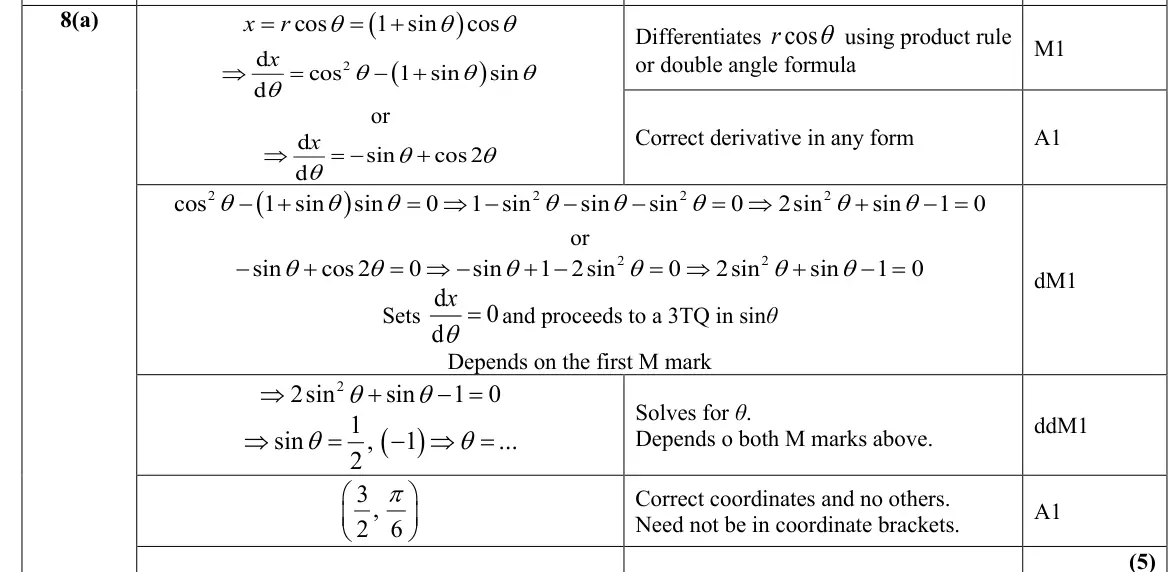 8(a)
x = r cos θ = (1 + sin θ) cos θ
⇒ dx/dθ = cos² θ − (1 + sin θ) sin θ
or
⇒ dx/dθ = − sin θ + cos 2θ
Differentiates r cos θ using product rule
or double angle formula
M1
Correct derivative in any form
A1
cos² θ − (1 + sin θ) sin θ = 0 ⇒ 1 − sin² θ − sin θ − sin² θ = 0 ⇒ 2 sin² θ + sin θ − 1 = 0
or
− sin θ + cos 2θ = 0 ⇒ − sin θ + 1 − 2 sin² θ = 0 ⇒ 2 sin² θ + sin θ − 1 = 0
Sets dx/dθ = 0 and proceeds to a 3TQ in sinθ
Depends on the first M mark
dM1
⇒ 2 sin² θ + sin θ − 1 = 0
⇒ sin θ = 1/2, (−1) ⇒ θ = ...
Solves for θ.
Depends o both M marks above.
ddM1
(3/2, π/6)
Correct coordinates and no others.
Need not be in coordinate brackets.
A1
(5)